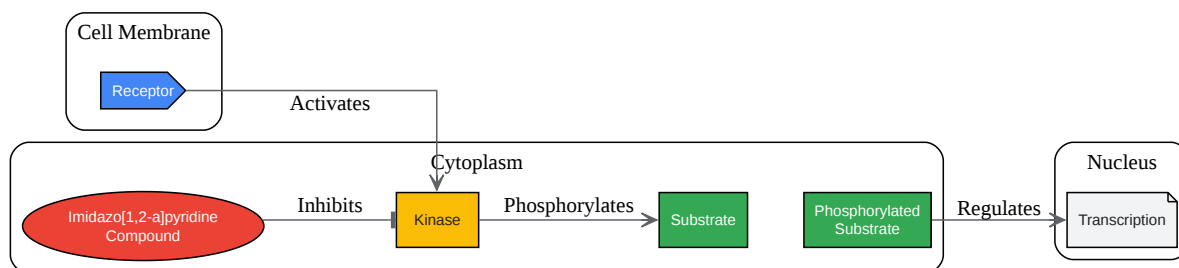 Cell Membrane
Receptor
Activates
Cytoplasm
Nucleus
Imidazo[1,2-a]pyridine
Compound
Inhibits
Kinase
Phosphorylates
Substrate
Phosphorylated
Substrate
Regulates
Transcription